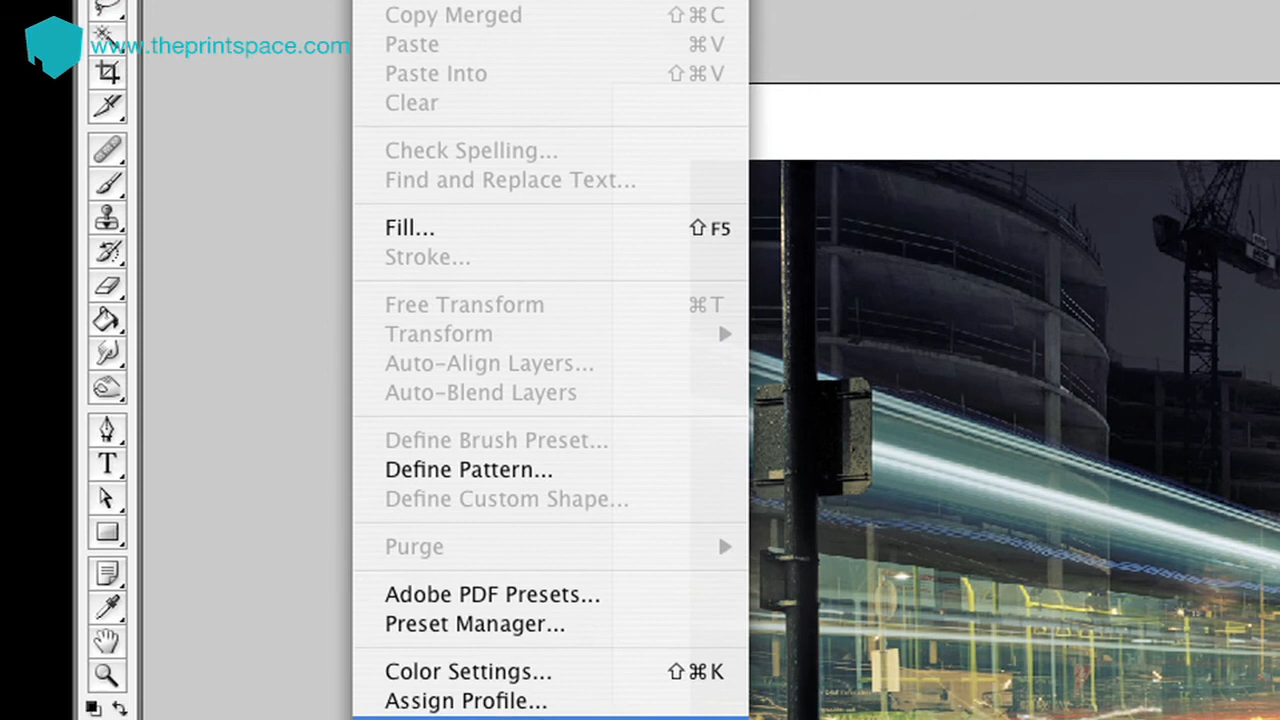 www.theprintspace.com
Copy Merged ⇧⌘C
Paste ⌘V
Paste Into ⇧⌘V
Clear
Check Spelling...
Find and Replace Text...
Fill... ⇧F5
Stroke...
Free Transform ⌘T
Transform ▶
Auto-Align Layers...
Auto-Blend Layers
Define Brush Preset...
Define Pattern...
Define Custom Shape...
Purge ▶
Adobe PDF Presets...
Preset Manager...
Color Settings... ⇧⌘K
Assign Profile...
T